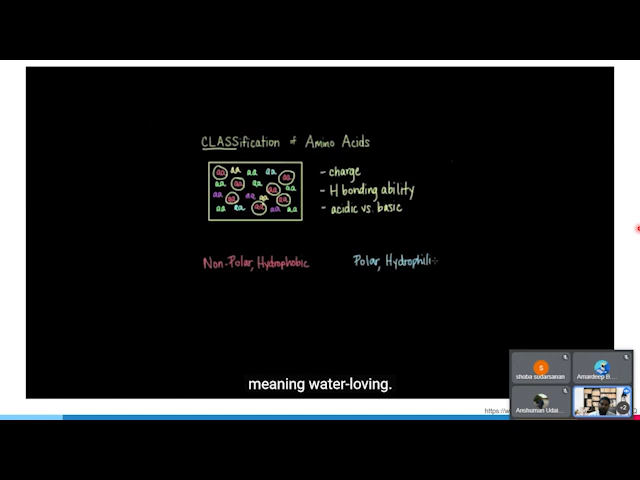 CLASSification of Amino Acids
aa aa aa aa aa
aa aa aa aa aa
aa aa aa aa aa
aa aa aa aa aa
- charge
- H bonding ability
- acidic vs. basic
Non-Polar, Hydrophobic
Polar, Hydrophili
meaning water-loving.
S
shoba sudarsanan
Amardeep B...
Anshuman Udai...
+2
https://w